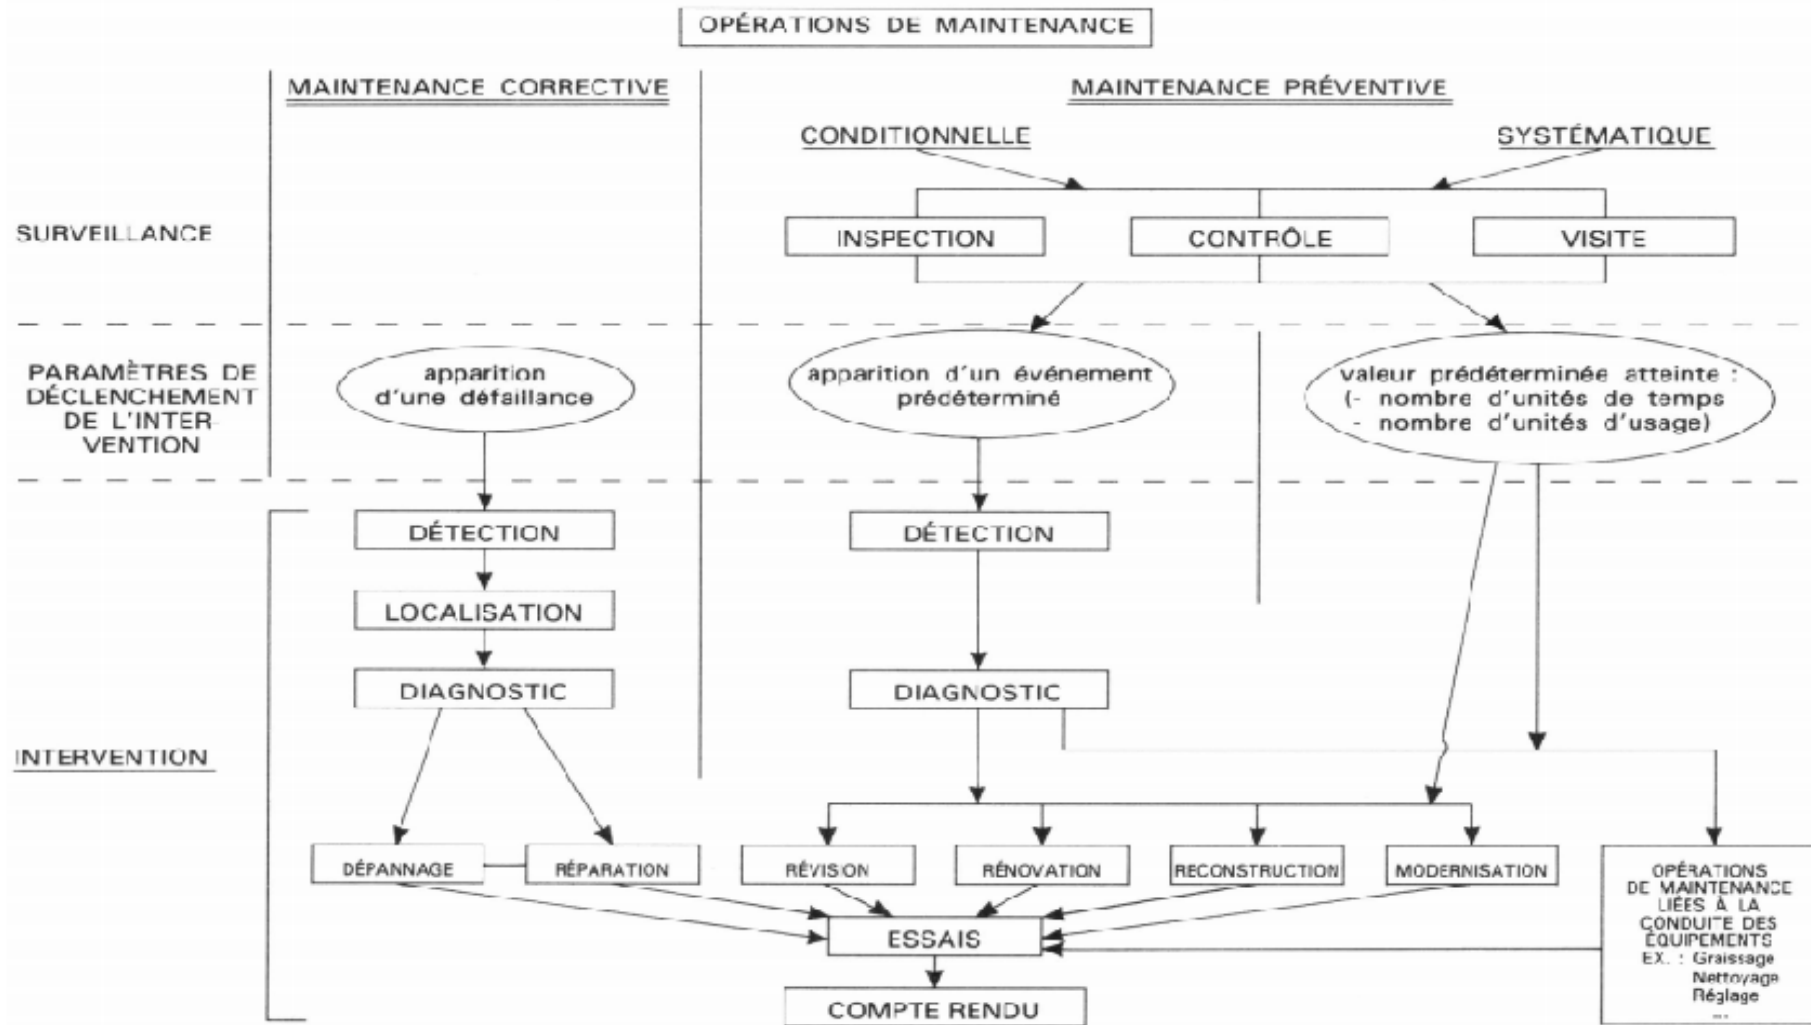 OPÉRATIONS DE MAINTENANCE
MAINTENANCE CORRECTIVE
MAINTENANCE PRÉVENTIVE
CONDITIONNELLE
SYSTÉMATIQUE
SURVEILLANCE
INSPECTION
CONTRÔLE
VISITE
PARAMÈTRES DE
DÉCLENCHEMENT
DE L'INTER-
VENTION
apparition
d'une défaillance
apparition d'un événement
prédéterminé
valeur prédéterminée atteinte :
(- nombre d'unités de temps
- nombre d'unités d'usage)
DÉTECTION
DÉTECTION
LOCALISATION
DIAGNOSTIC
DIAGNOSTIC
INTERVENTION
DÉPANNAGE
RÉPARATION
RÉVISION
RÉNOVATION
RECONSTRUCTION
MODERNISATION
OPÉRATIONS
DE MAINTENANCE
LIÉES À LA
CONDUITE DES
ÉQUIPEMENTS
EX. : Graissage
Nettoyage
Réglage
...
ESSAIS
COMPTE RENDU